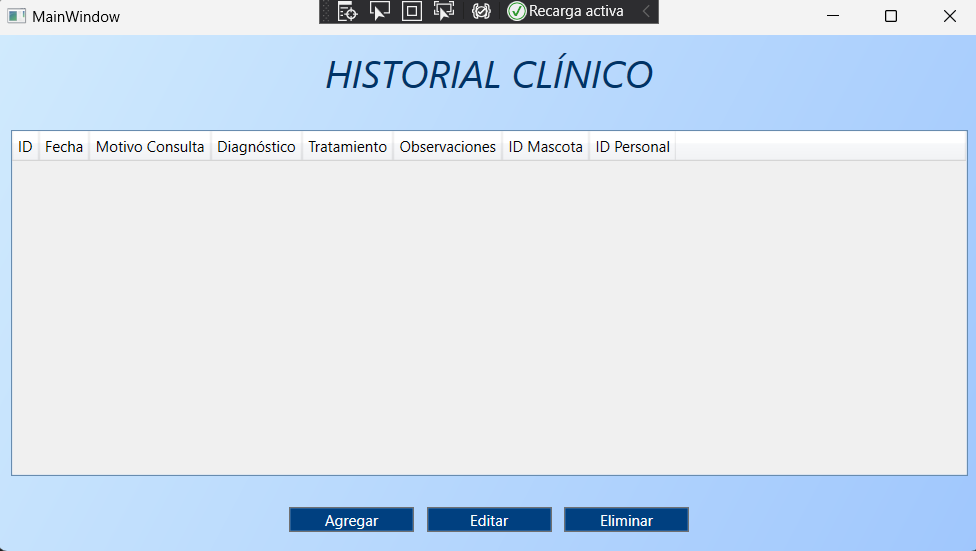 MainWindow
Recarga activa
HISTORIAL CLÍNICO
ID Fecha Motivo Consulta Diagnóstico Tratamiento Observaciones ID Mascota ID Personal
Agregar Editar Eliminar